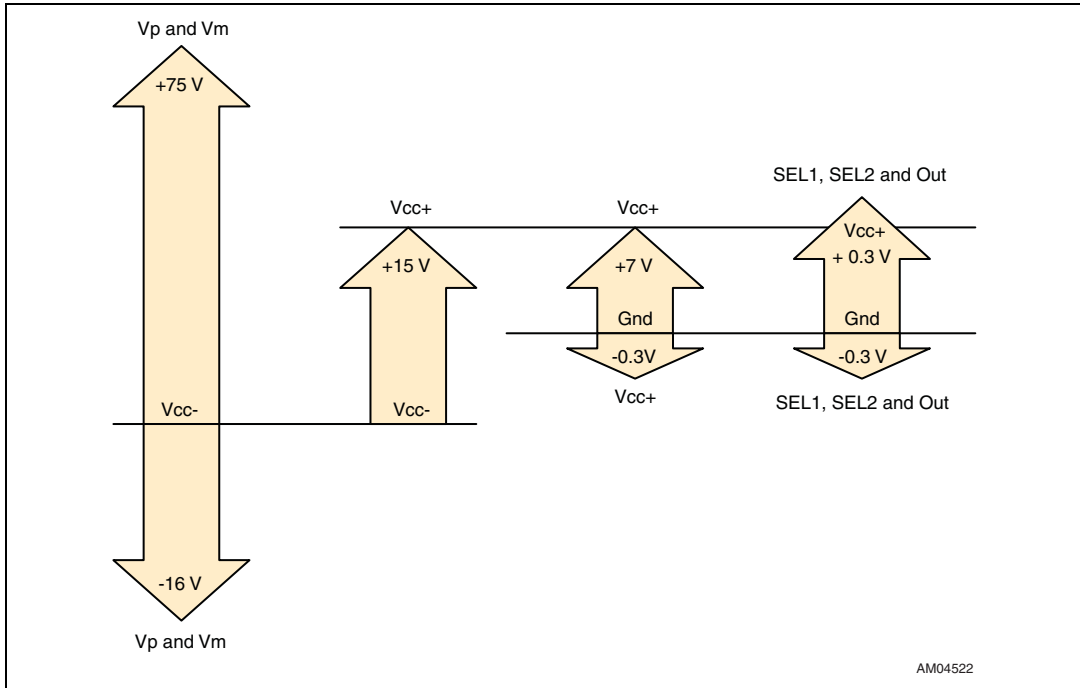 Vp and Vm
+75 V
Vcc-
-16 V
Vp and Vm
Vcc+
+15 V
Vcc-
Vcc+
+7 V
Gnd
-0.3V
Vcc+
SEL1, SEL2 and Out
Vcc+
+ 0.3 V
Gnd
-0.3 V
SEL1, SEL2 and Out
AM04522